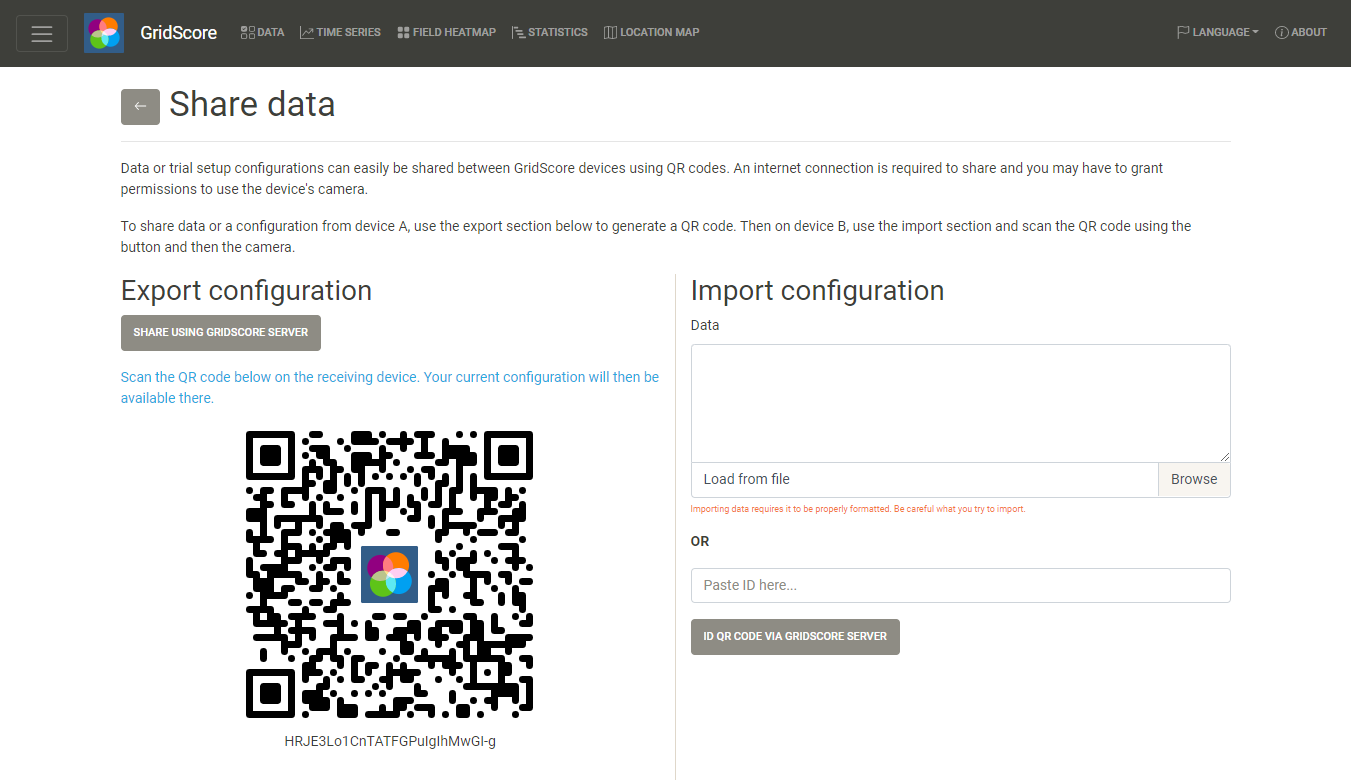 GridScore
DATA
TIME SERIES
FIELD HEATMAP
STATISTICS
LOCATION MAP
LANGUAGE
ABOUT
Share data
Data or trial setup configurations can easily be shared between GridScore devices using QR codes. An internet connection is required to share and you may have to grant
permissions to use the device's camera.
To share data or a configuration from device A, use the export section below to generate a QR code. Then on device B, use the import section and scan the QR code using the
button and then the camera.
Export configuration
SHARE USING GRIDSCORE SERVER
Scan the QR code below on the receiving device. Your current configuration will then be
available there.
HRJE3Lo1CnTATFGPuIgIhMwGI-g
Import configuration
Data
Load from file
Browse
Importing data requires it to be properly formatted. Be careful what you try to import.
OR
Paste ID here...
ID QR CODE VIA GRIDSCORE SERVER